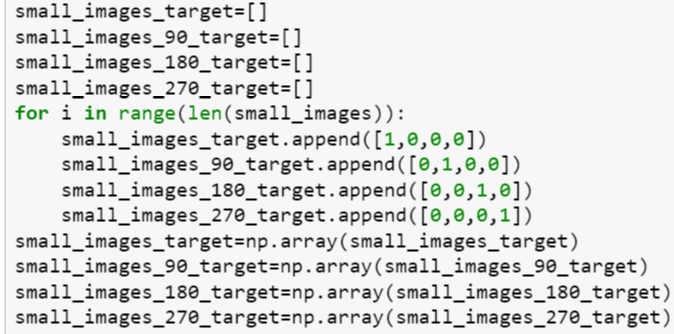 small_images_target=[]
small_images_90_target=[]
small_images_180_target=[]
small_images_270_target=[]
for i in range(len(small_images)):
    small_images_target.append([1,0,0,0])
    small_images_90_target.append([0,1,0,0])
    small_images_180_target.append([0,0,1,0])
    small_images_270_target.append([0,0,0,1])
small_images_target=np.array(small_images_target)
small_images_90_target=np.array(small_images_90_target)
small_images_180_target=np.array(small_images_180_target)
small_images_270_target=np.array(small_images_270_target)